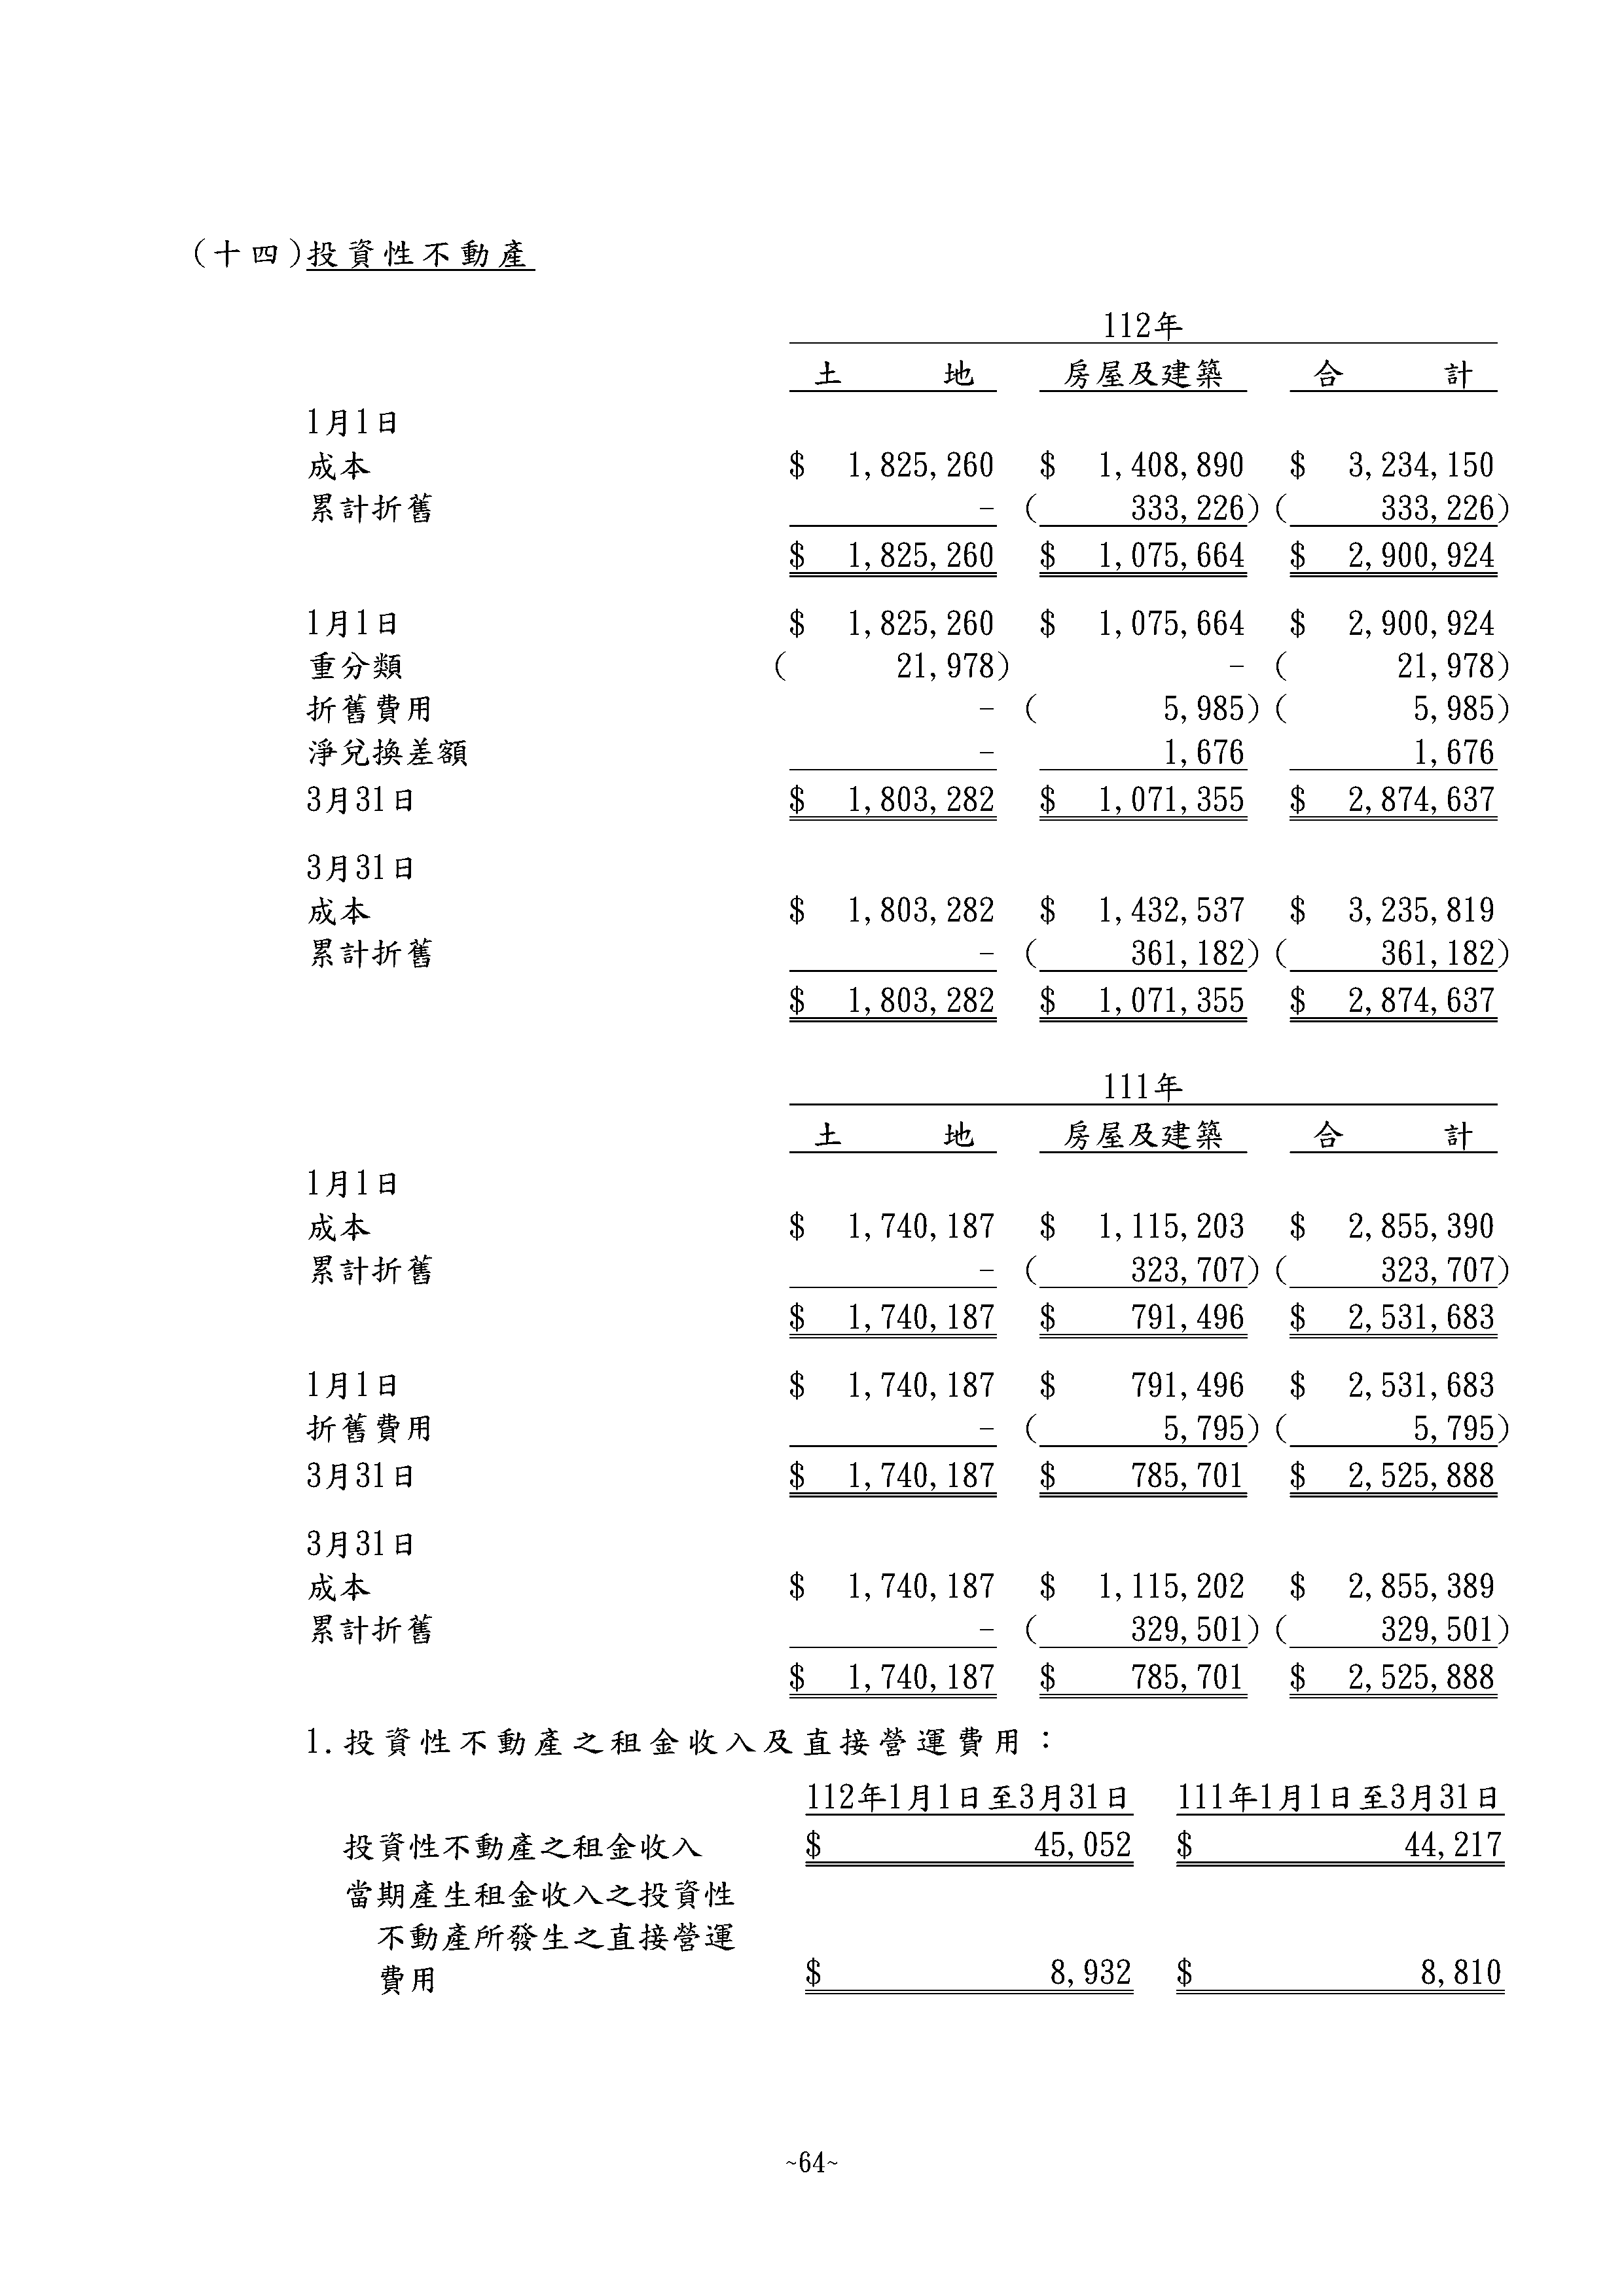 (十四)投資性不動產
112年
土 地 房屋及建築 合 計
1月1日
成本 $ 1,825,260 $ 1,408,890 $ 3,234,150
累計折舊 - ( 333,226) ( 333,226)
$ 1,825,260 $ 1,075,664 $ 2,900,924
1月1日 $ 1,825,260 $ 1,075,664 $ 2,900,924
重分類 ( 21,978) - ( 21,978)
折舊費用 - ( 5,985) ( 5,985)
淨兌換差額 - 1,676 1,676
3月31日 $ 1,803,282 $ 1,071,355 $ 2,874,637
3月31日
成本 $ 1,803,282 $ 1,432,537 $ 3,235,819
累計折舊 - ( 361,182) ( 361,182)
$ 1,803,282 $ 1,071,355 $ 2,874,637
111年
土 地 房屋及建築 合 計
1月1日
成本 $ 1,740,187 $ 1,115,203 $ 2,855,390
累計折舊 - ( 323,707) ( 323,707)
$ 1,740,187 $ 791,496 $ 2,531,683
1月1日 $ 1,740,187 $ 791,496 $ 2,531,683
折舊費用 - ( 5,795) ( 5,795)
3月31日 $ 1,740,187 $ 785,701 $ 2,525,888
3月31日
成本 $ 1,740,187 $ 1,115,202 $ 2,855,389
累計折舊 - ( 329,501) ( 329,501)
$ 1,740,187 $ 785,701 $ 2,525,888
1.投資性不動產之租金收入及直接營運費用：
112年1月1日至3月31日 111年1月1日至3月31日
投資性不動產之租金收入 $ 45,052 $ 44,217
當期產生租金收入之投資性
不動產所發生之直接營運
費用 $ 8,932 $ 8,810
~64~